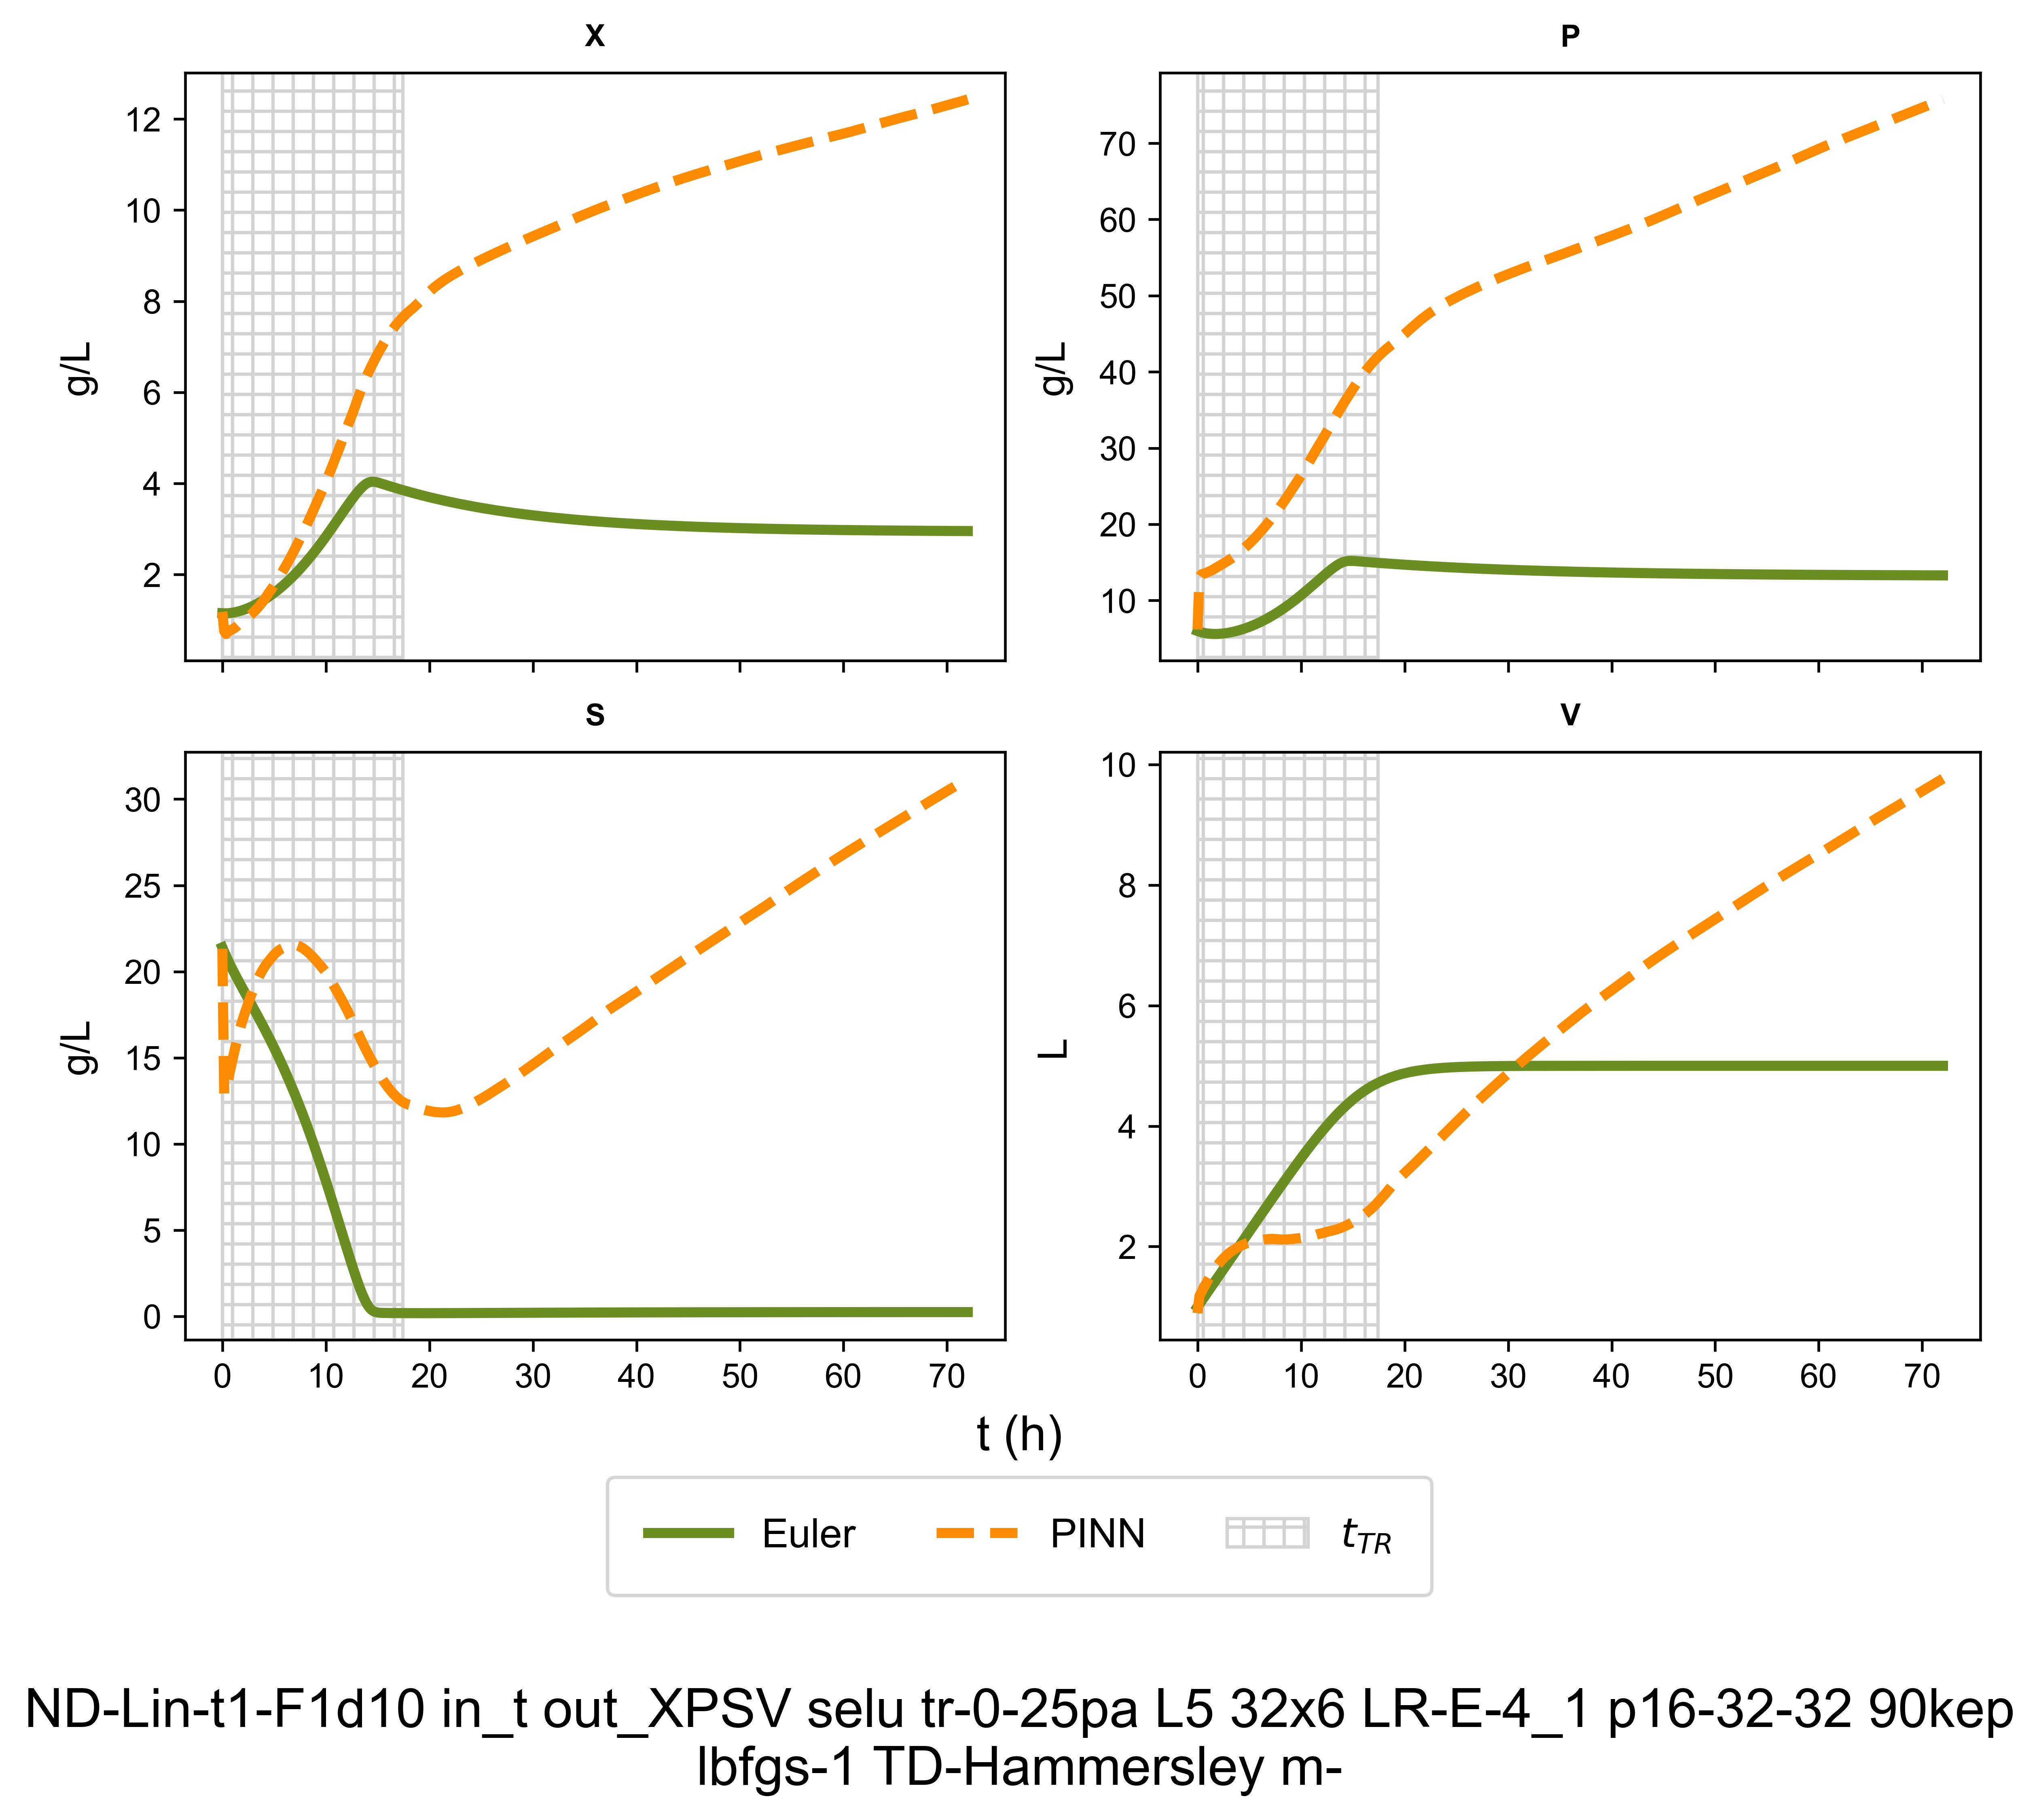 X
P
12
10
8
6
4
2
g/L
70
60
50
40
30
20
10
g/L
S
V
30
25
20
15
10
5
0
g/L
10
8
6
4
2
L
0 10 20 30 40 50 60 70
0 10 20 30 40 50 60 70
t (h)
Euler PINN t_TR
ND-Lin-t1-F1d10 in_t out_XPSV selu tr-0-25pa L5 32x6 LR-E-4_1 p16-32-32 90kep
lbfgs-1 TD-Hammersley m-